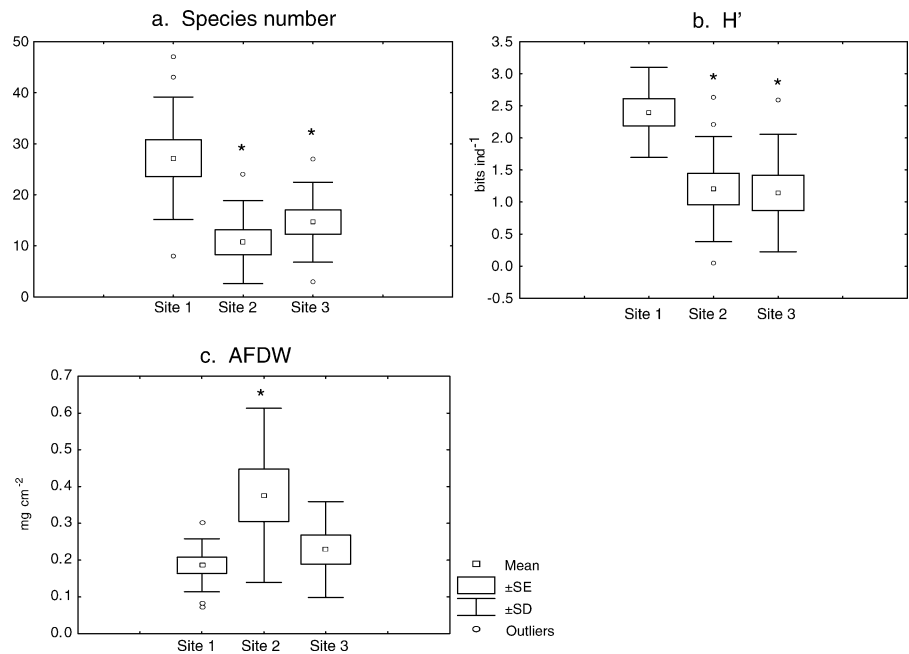 a. Species number
50
40
30
20
10
0
*
*
Site 1 Site 2 Site 3
b. H’
3.5
3.0
2.5
2.0
1.5
1.0
0.5
0.0
-0.5
bits ind-1
*
*
Site 1 Site 2 Site 3
c. AFDW
0.7
0.6
0.5
0.4
0.3
0.2
0.1
0.0
mg cm-2
*
Site 1 Site 2 Site 3
Mean
±SE
±SD
Outliers